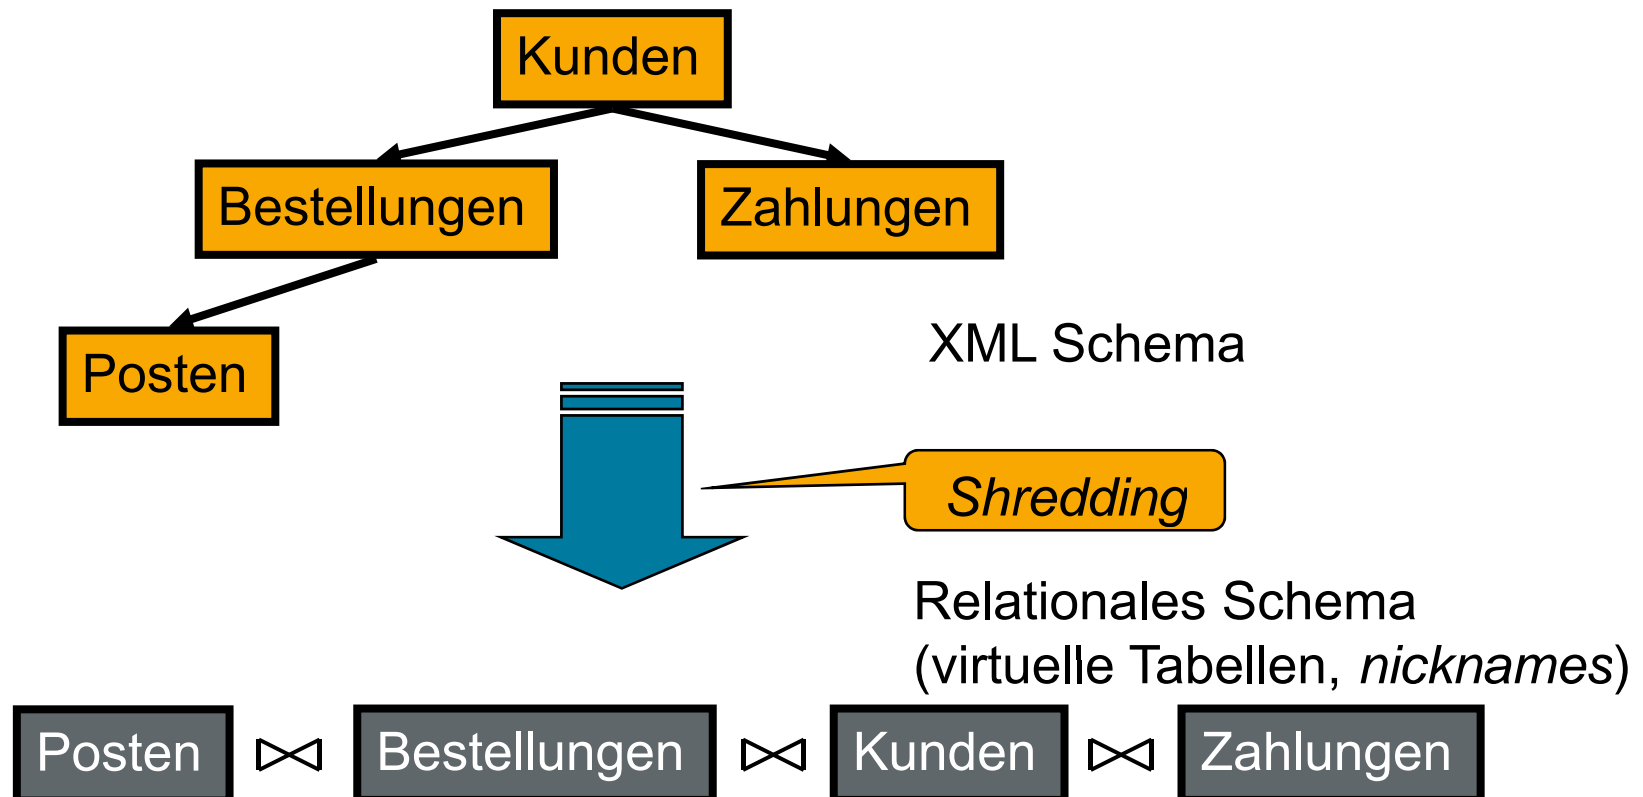 Kunden
Bestellungen
Zahlungen
Posten
XML Schema
Shredding
Relationales Schema
(virtuelle Tabellen, nicknames)
Posten ⋈ Bestellungen ⋈ Kunden ⋈ Zahlungen